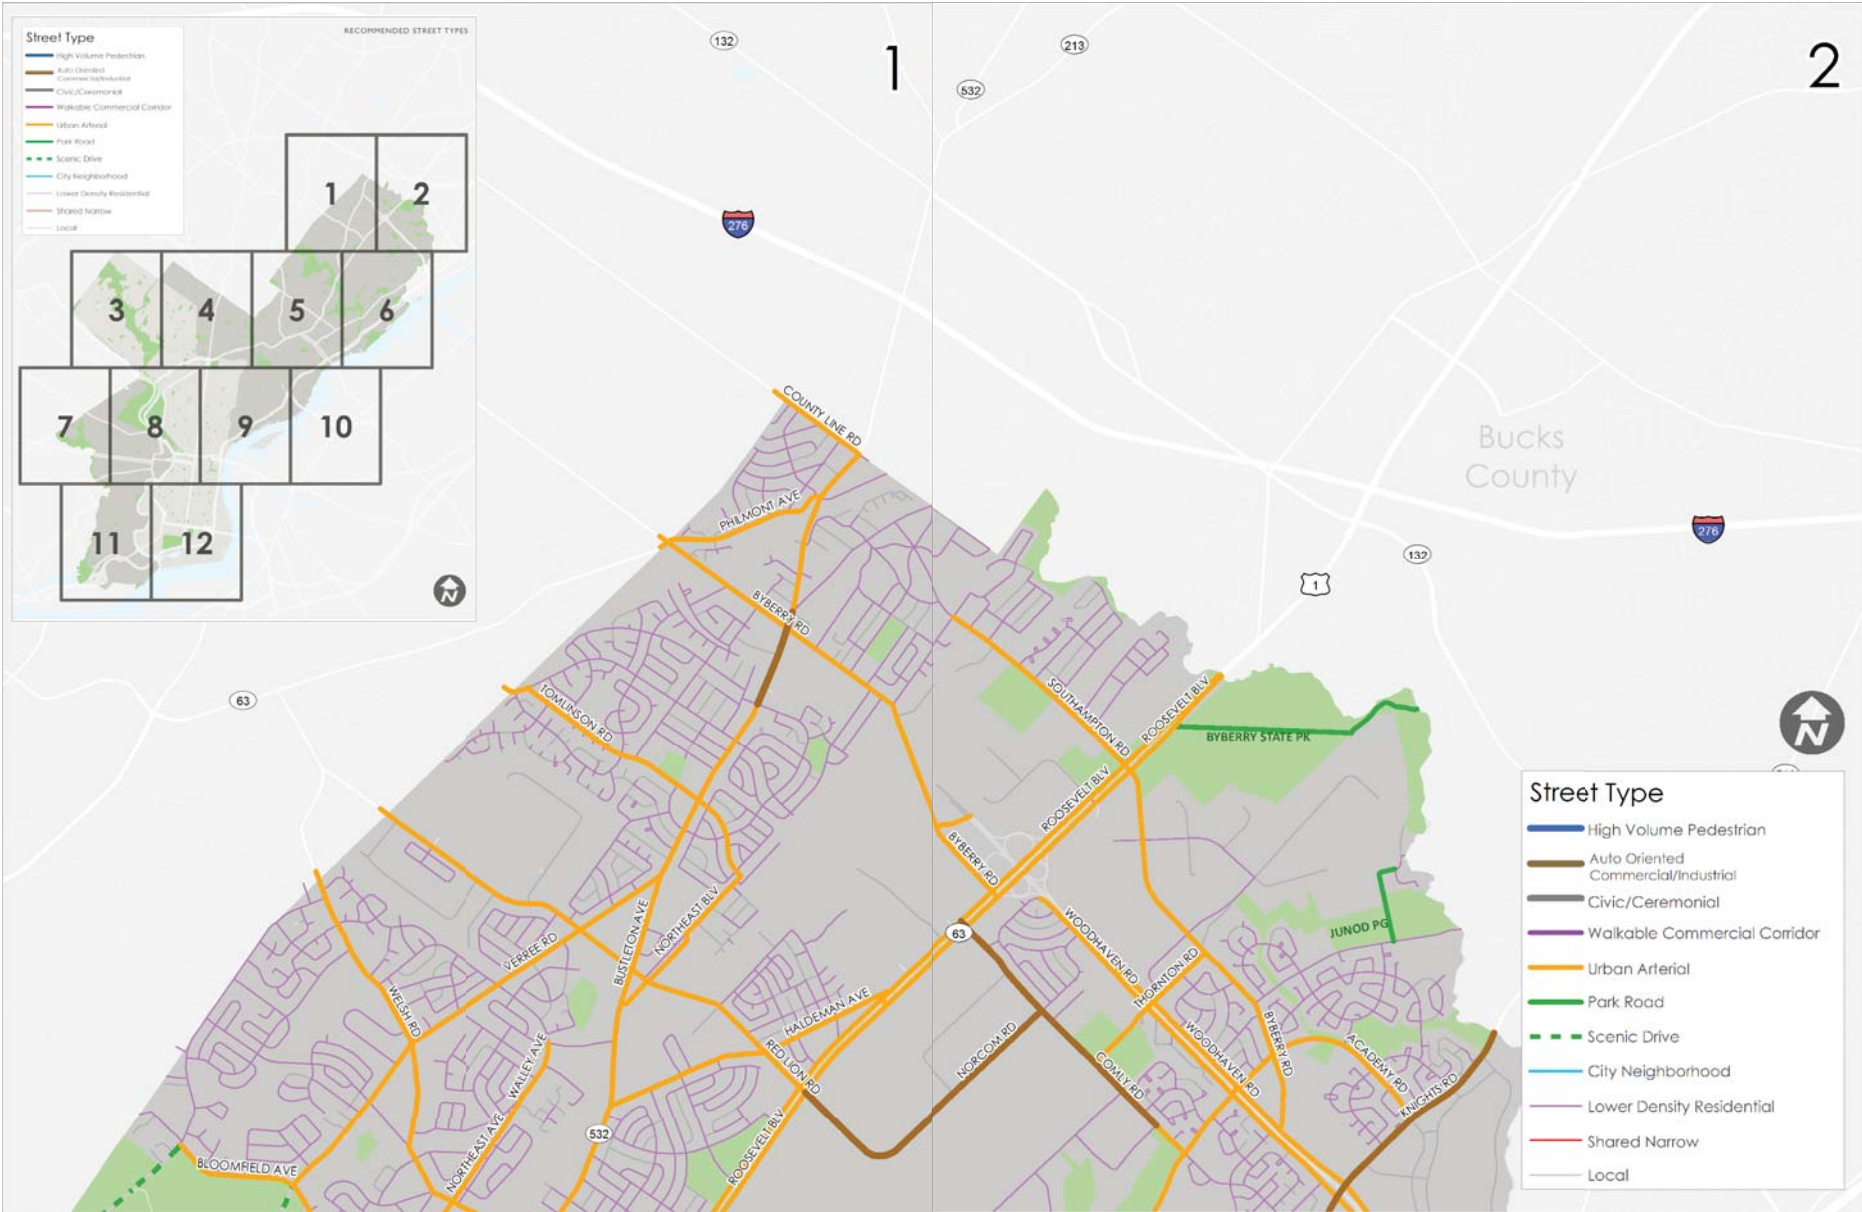 Street Type
RECOMMENDED STREET TYPES
High Volume Pedestrian
Auto Oriented
Commercial/Industrial
Civic/Ceremonial
Walkable Commercial Corridor
Urban Arterial
Park Road
Scenic Drive
City Neighborhood
Lower Density Residential
Shared Narrow
Local
1
2
3
4
5
6
7
8
9
10
11
12
N
132
1
213
532
2
276
COUNTY LINE RD
Bucks
County
PHILMONT AVE
276
132
1
BYBERRY RD
63
TOMLINSON RD
SOUTHAMPTON RD
ROOSEVELT BLV
BYBERRY STATE PK
N
ROOSEVELT BLV
BYBERRY RD
BUSTLETON AVE
NORTHEAST BLV
VERREE RD
63
WOODHAVEN RD
JUNOD PG
WELSH RD
HALDEMAN AVE
THORNTON RD
RED LION RD
NORCOM RD
WOODHAVEN RD
BYBERRY RD
ACADEMY RD
WALLEY AVE
COMLY RD
KNIGHTS RD
532
NORTHEAST AVE
ROOSEVELT BLV
BLOOMFIELD AVE
Street Type
High Volume Pedestrian
Auto Oriented
Commercial/Industrial
Civic/Ceremonial
Walkable Commercial Corridor
Urban Arterial
Park Road
Scenic Drive
City Neighborhood
Lower Density Residential
Shared Narrow
Local